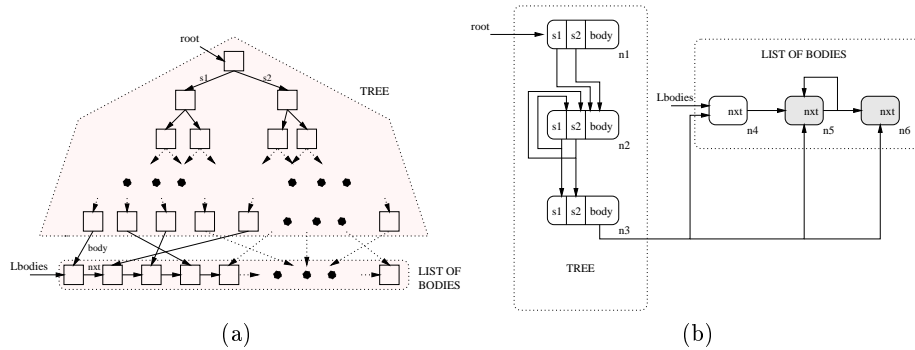 root
s1
s2
TREE
body
Lbodies
nxt
LIST OF
BODIES
(a)
root
s1 s2 body
n1
s1 s2 body
n2
s1 s2 body
n3
TREE
LIST OF BODIES
Lbodies
nxt
n4
nxt
n5
nxt
n6
(b)